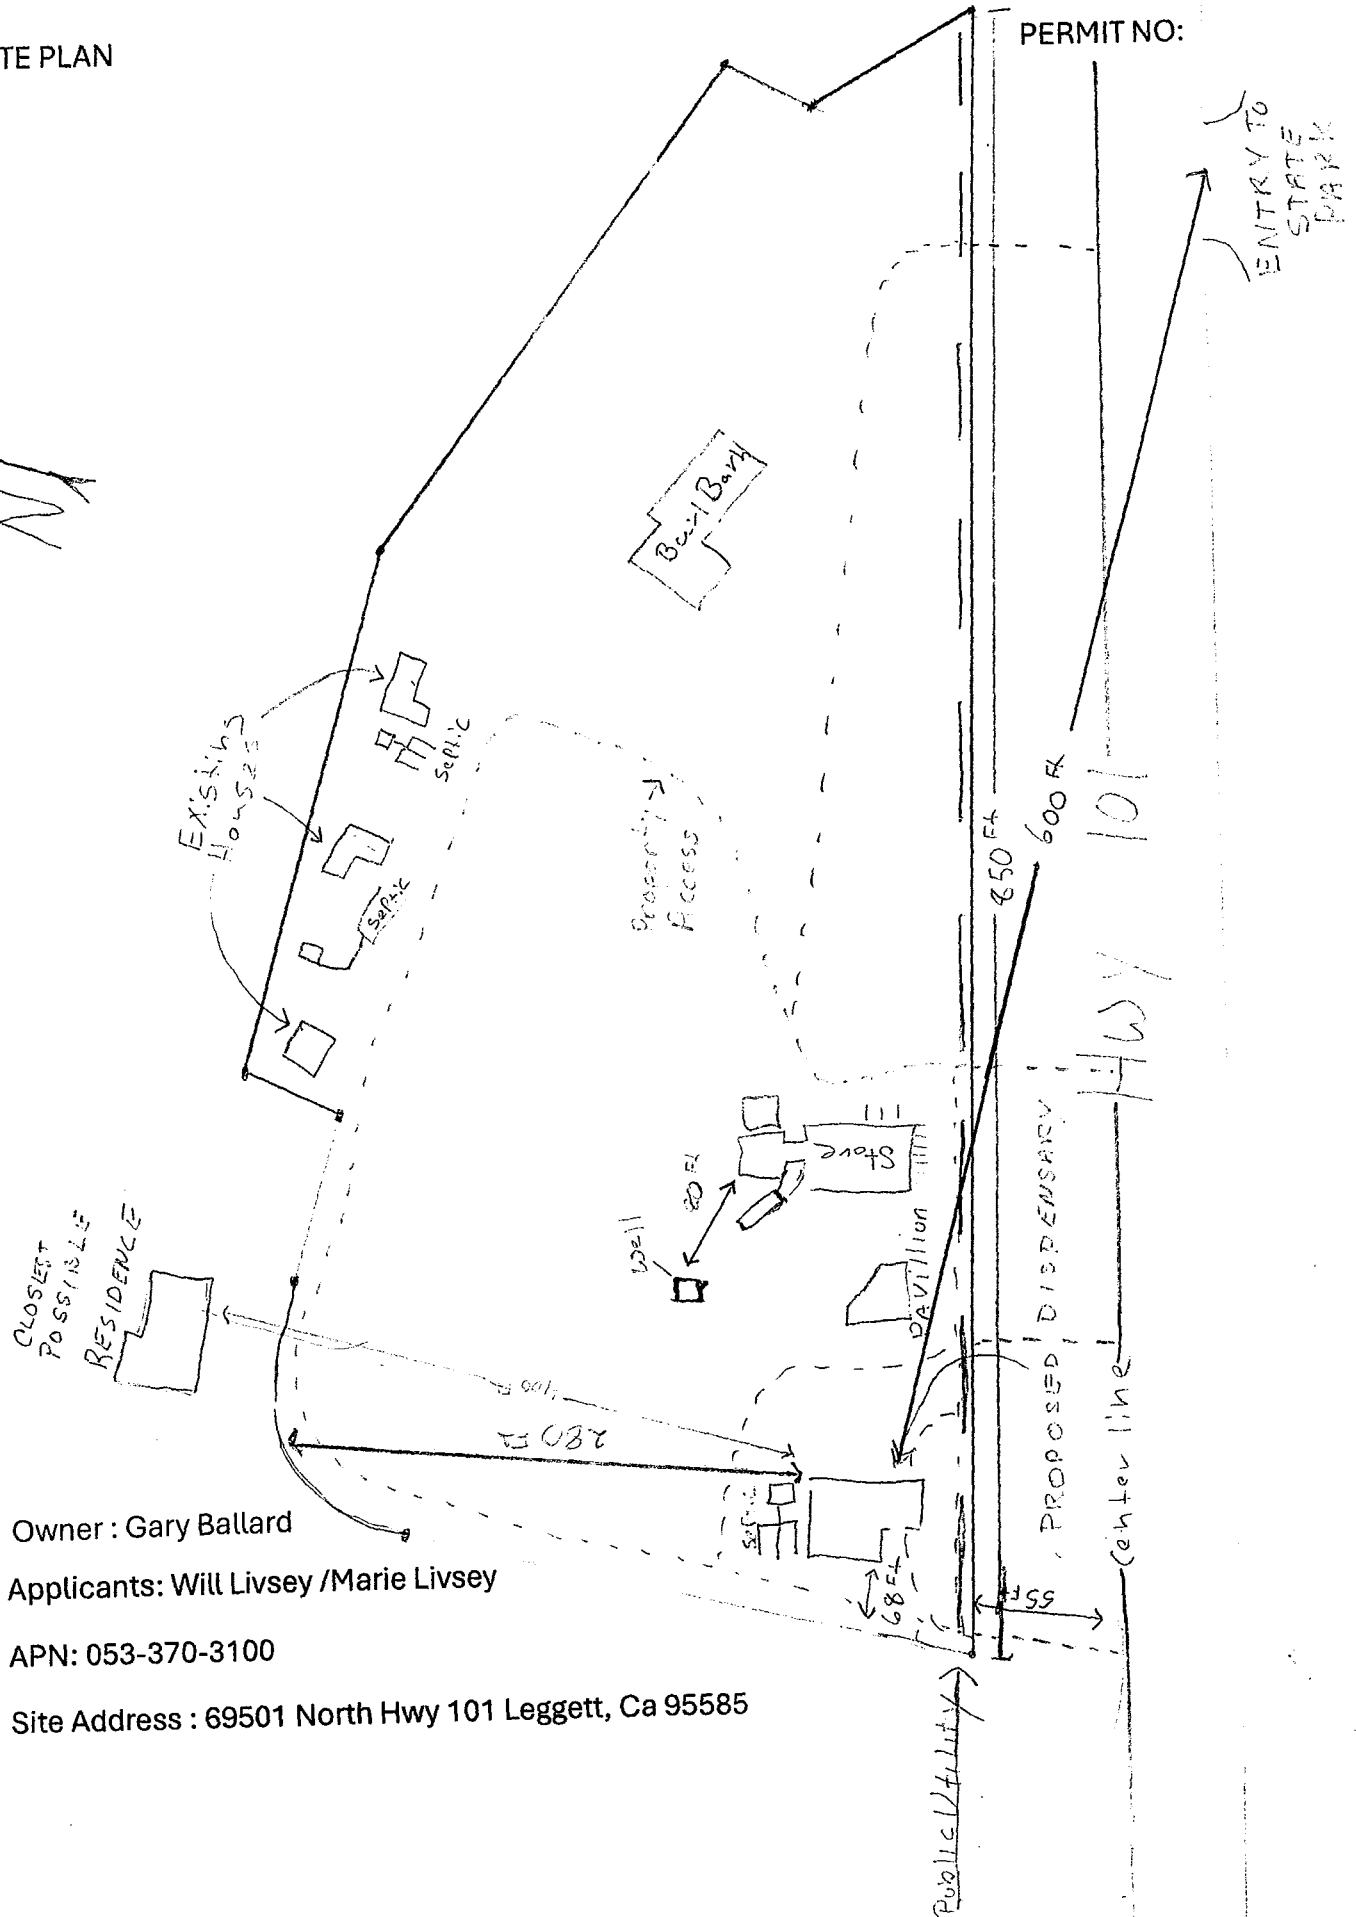 TE PLAN
PERMIT NO:
N
ENTRY TO
STATE
PARK
Existing
Houses
Septic
Septic
Property
Access
850 Ft
600 Ft
HWY 101
Store
80 Ft
Well
Pavillion
CLOSEST
POSSIBLE
RESIDENCE
400 Ft
280 Ft
Septic
68 Ft
55 Ft
PROPOSED DISPENSARY
Center line
Public Utility
Owner : Gary Ballard
Applicants: Will Livsey /Marie Livsey
APN: 053-370-3100
Site Address : 69501 North Hwy 101 Leggett, Ca 95585